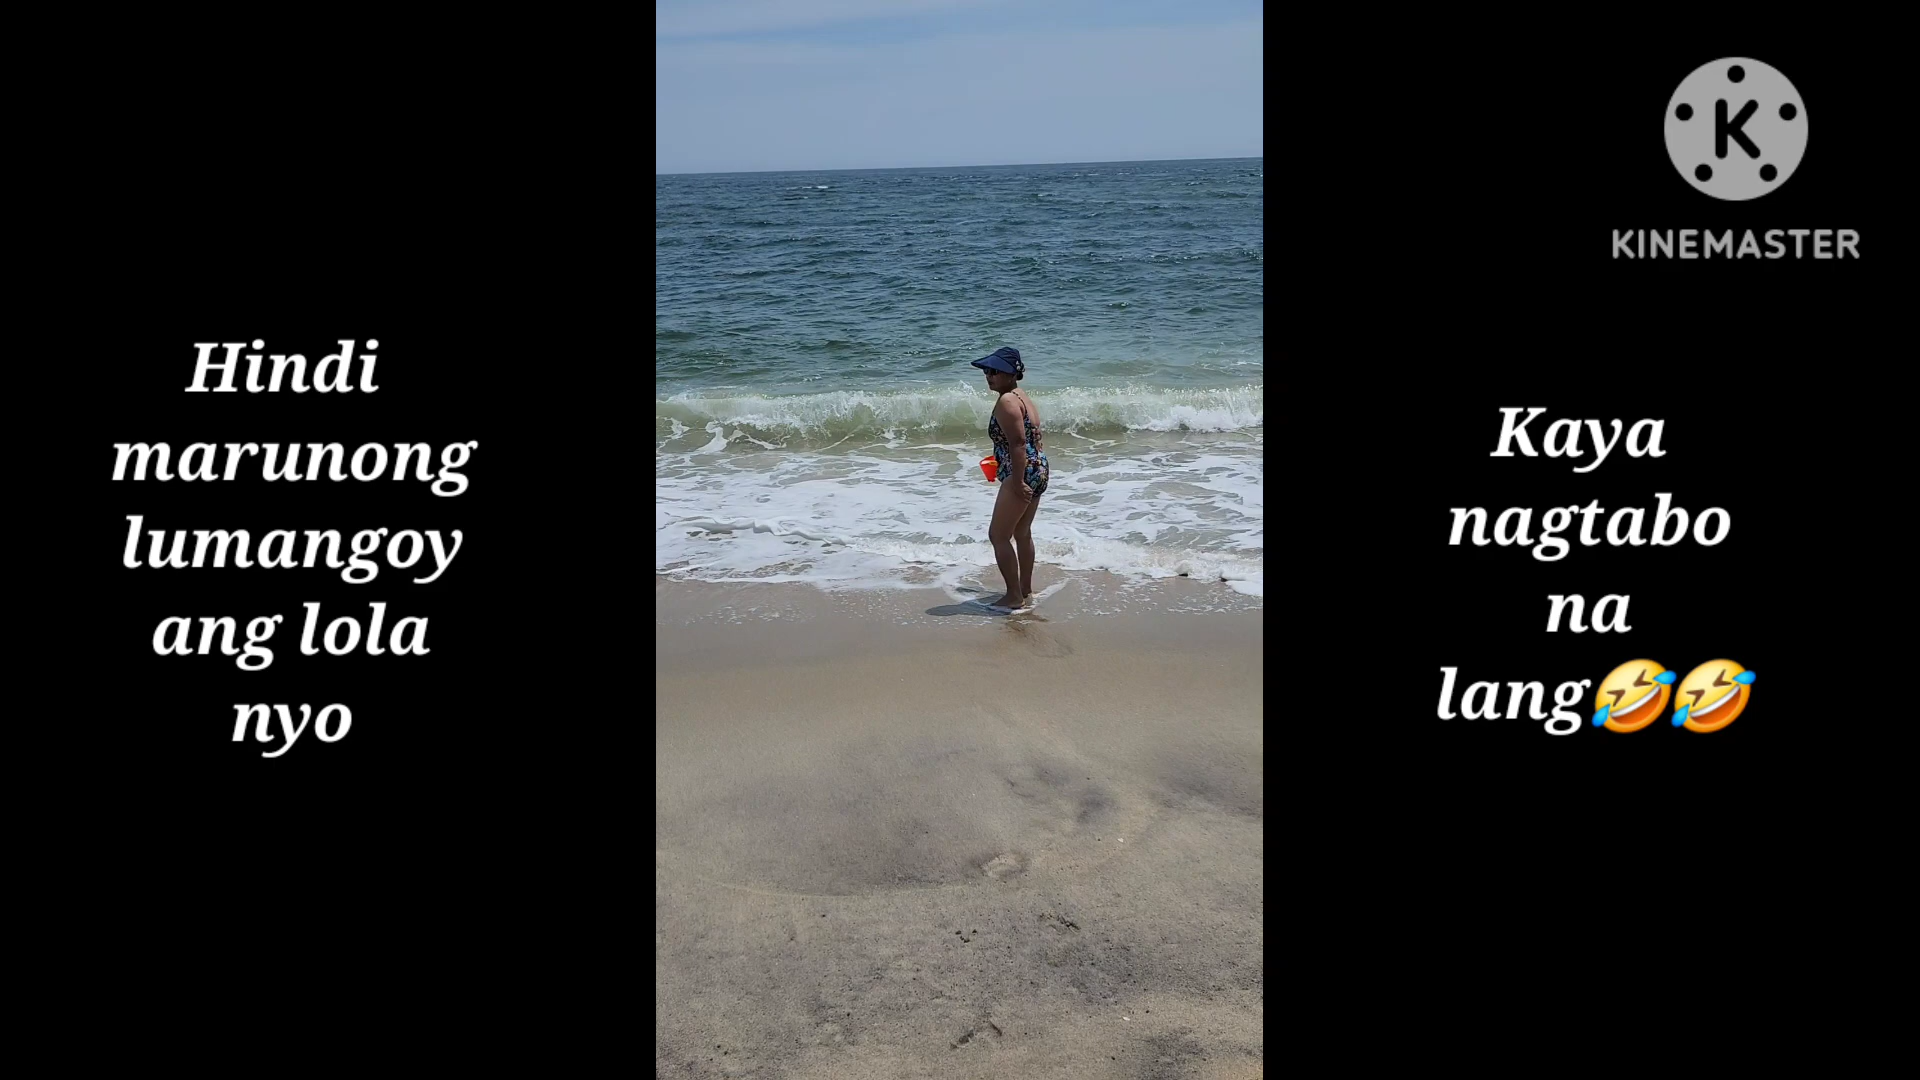 Hindi
marunong
lumangoy
ang lola
nyo
Kaya
nagtabo
na
lang🤣🤣
KINEMASTER